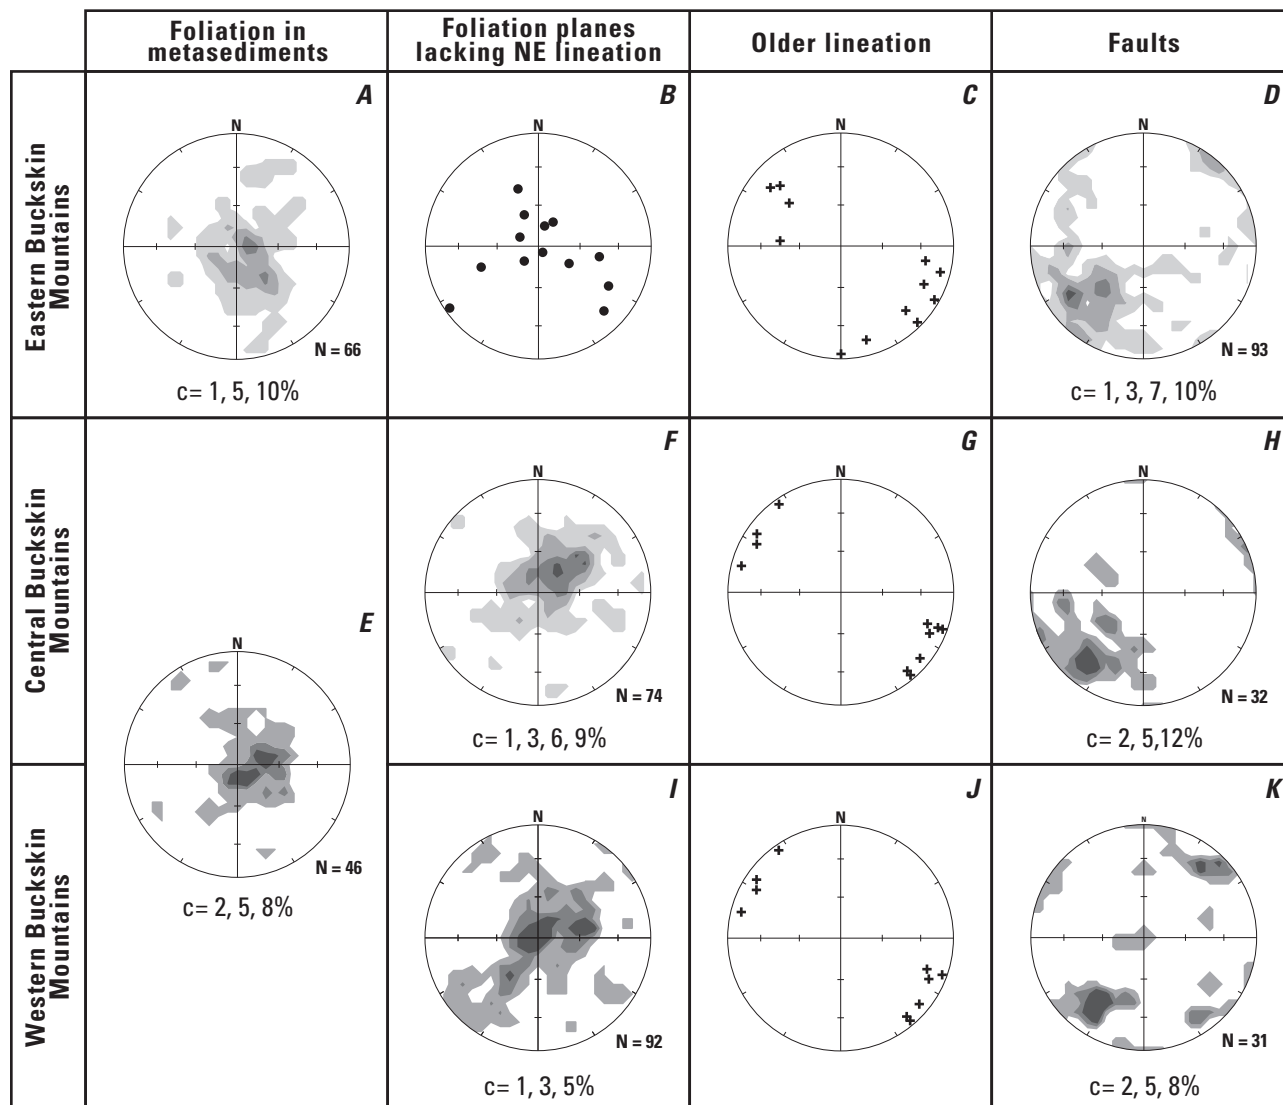 Foliation in
metasediments
Foliation planes
lacking NE lineation
Older lineation
Faults
Eastern Buckskin
Mountains
A
N
N = 66
c= 1, 5, 10%
B
N
C
N
D
N
N = 93
c= 1, 3, 7, 10%
Central Buckskin
Mountains
E
N
N = 46
c= 2, 5, 8%
F
N
N = 74
c= 1, 3, 6, 9%
G
N
H
N
N = 32
c= 2, 5,12%
Western Buckskin
Mountains
I
N
N = 92
c= 1, 3, 5%
J
N
K
N
N = 31
c= 2, 5, 8%